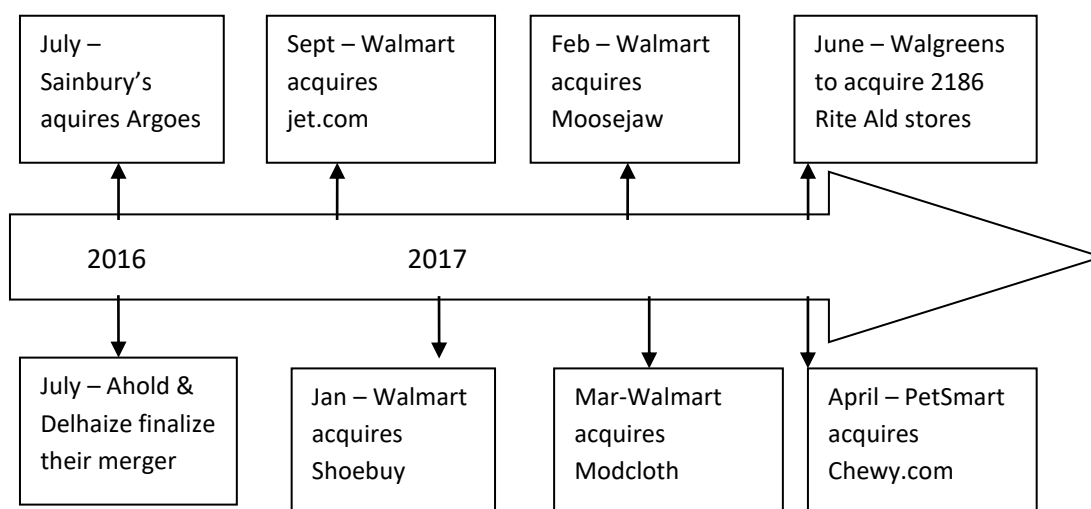 July –
Sainbury's
aquires Argoes
Sept – Walmart
acquires
jet.com
Feb – Walmart
acquires
Moosejaw
June – Walgreens
to acquire 2186
Rite Ald stores
2016
2017
July – Ahold &
Delhaize finalize
their merger
Jan – Walmart
acquires
Shoebuy
Mar-Walmart
acquires
Modcloth
April – PetSmart
acquires
Chewy.com